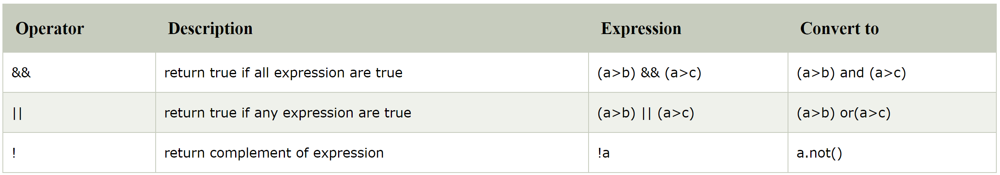 Operator Description Expression Convert to
&& return true if all expression are true (a>b) && (a>c) (a>b) and (a>c)
|| return true if any expression are true (a>b) || (a>c) (a>b) or(a>c)
! return complement of expression !a a.not()